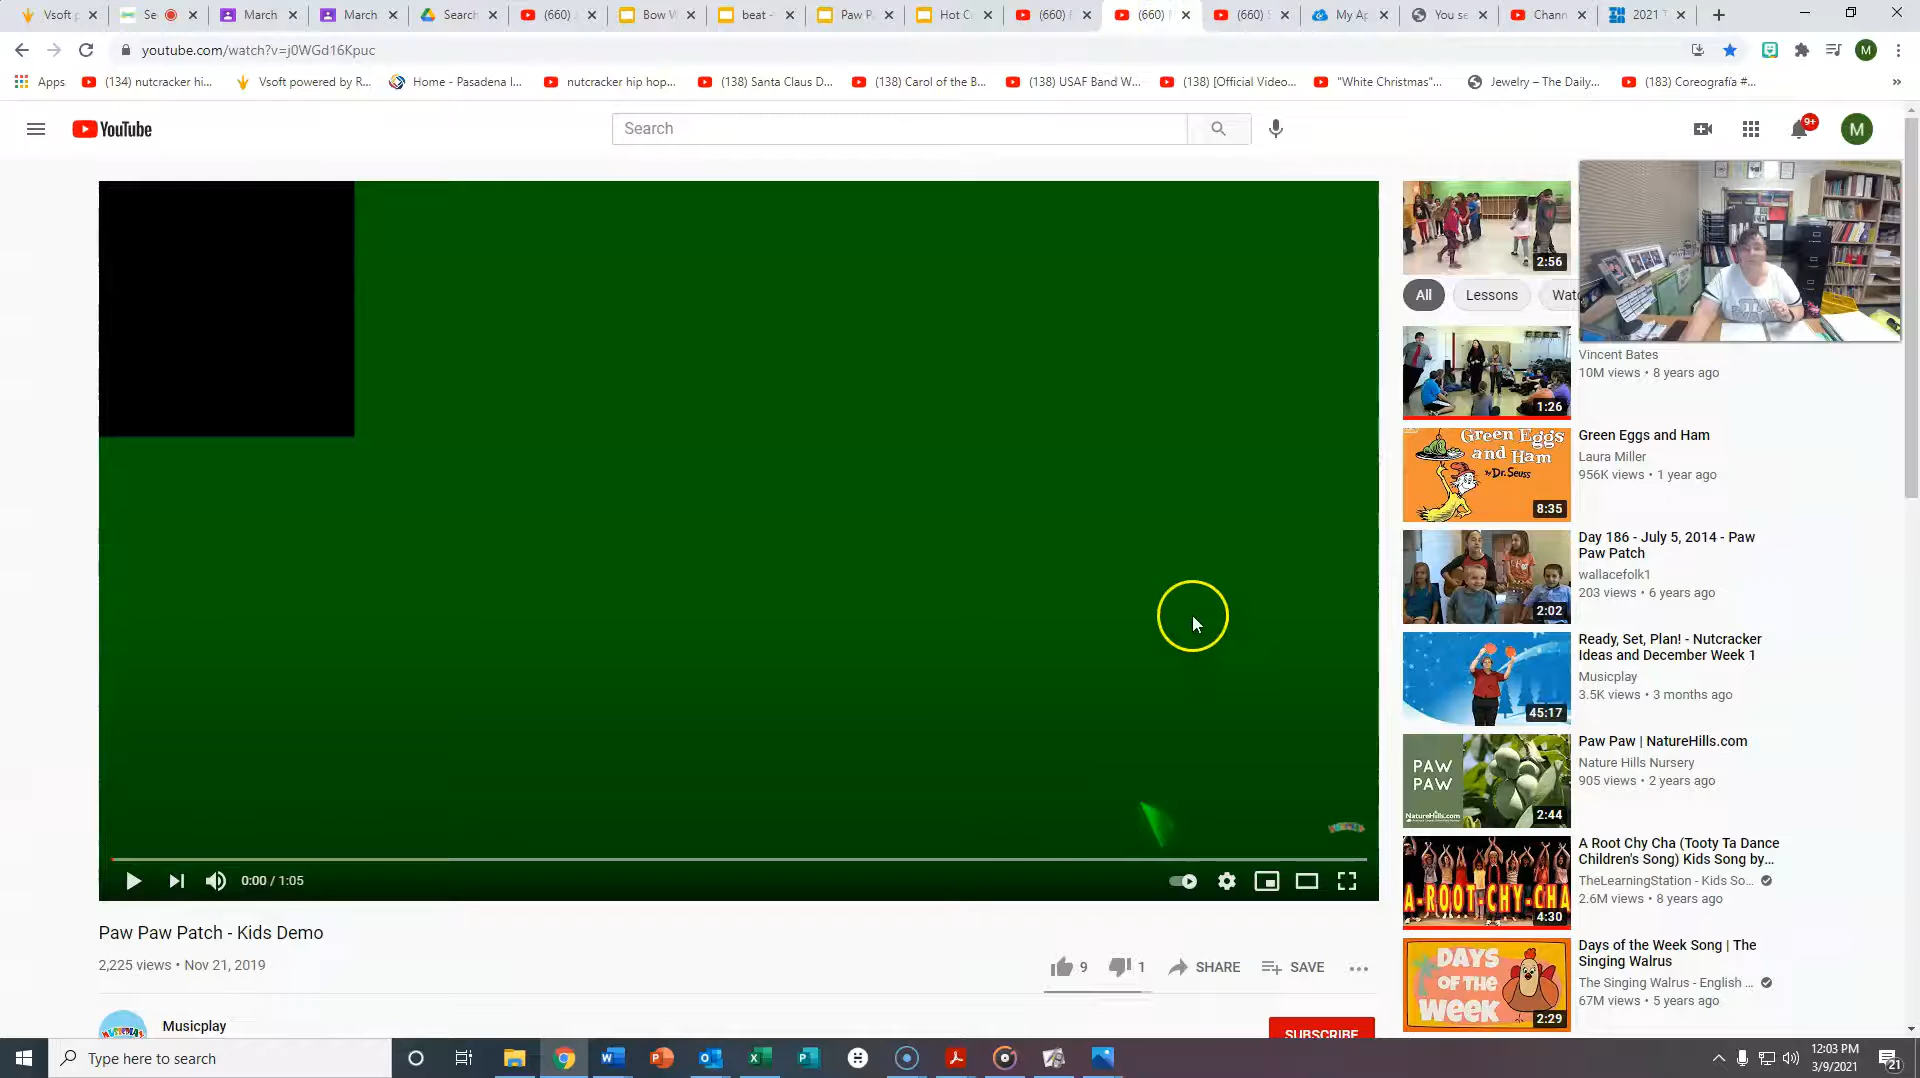 Vsoft p
Se
March
March
Search
(660)
Bow W
beat -
Paw P
Hot C
(660)
(660)
(660)
My Ap
You se
Chann
2021
youtube.com/watch?v=j0WGd16Kpuc
M
Apps
(134) nutcracker hi...
Vsoft powered by R...
Home - Pasadena I...
nutcracker hip hop...
(138) Santa Claus D...
(138) Carol of the B...
(138) USAF Band W...
(138) [Official Video...
"White Christmas"...
Jewelry – The Daily...
(183) Coreografía #...
»
YouTube
Search
9+
M
2:56
All
Lessons
Watc
Vincent Bates
10M views • 8 years ago
1:26
Green Eggs and Ham
by Dr. Seuss
8:35
Green Eggs and Ham
Laura Miller
956K views • 1 year ago
Day 186 - July 5, 2014 - Paw
Paw Patch
wallacefolk1
203 views • 6 years ago
2:02
Ready, Set, Plan! - Nutcracker
Ideas and December Week 1
Musicplay
3.5K views • 3 months ago
45:17
PAW
PAW
NatureHills.com
2:44
Paw Paw | NatureHills.com
Nature Hills Nursery
905 views • 2 years ago
A-ROOT-CHY-CHA
4:30
A Root Chy Cha (Tooty Ta Dance
Children's Song) Kids Song by...
TheLearningStation - Kids So...
2.6M views • 8 years ago
DAYS
OF THE
WEEK
2:29
Days of the Week Song | The
Singing Walrus
The Singing Walrus - English ...
67M views • 5 years ago
0:00 / 1:05
Paw Paw Patch - Kids Demo
2,225 views • Nov 21, 2019
9
1
SHARE
SAVE
Musicplay
SUBSCRIBE
Type here to search
12:03 PM
3/9/2021
21